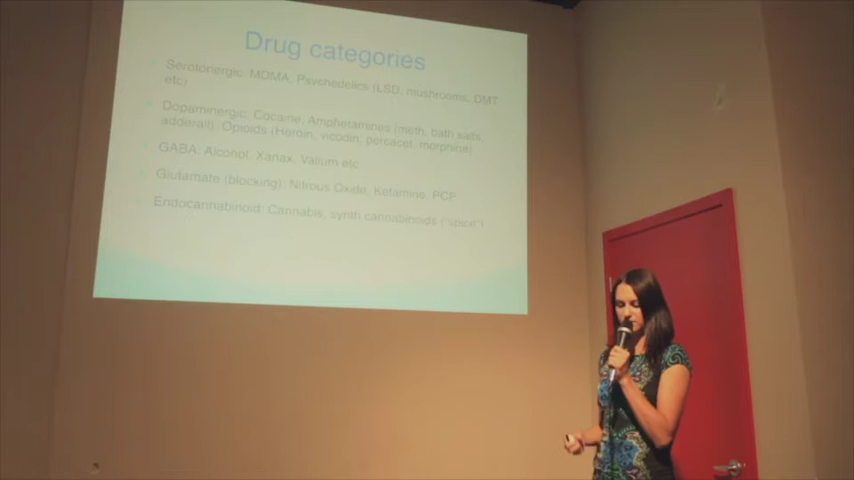 Drug categories
Serotonergic: MDMA, Psychedelics (LSD, mushrooms, DMT
etc)
Dopaminergic: Cocaine, Amphetamines (meth, bath salts,
adderall), Opioids (Heroin, vicodin, porcacet, morphine)
GABA: Alcohol, Xanax, Valium etc
Glutamate (blocking): Nitrous Oxide, Ketamine, PCP
Endocannabinoid: Cannabis, synth cannabinoids ("spice")